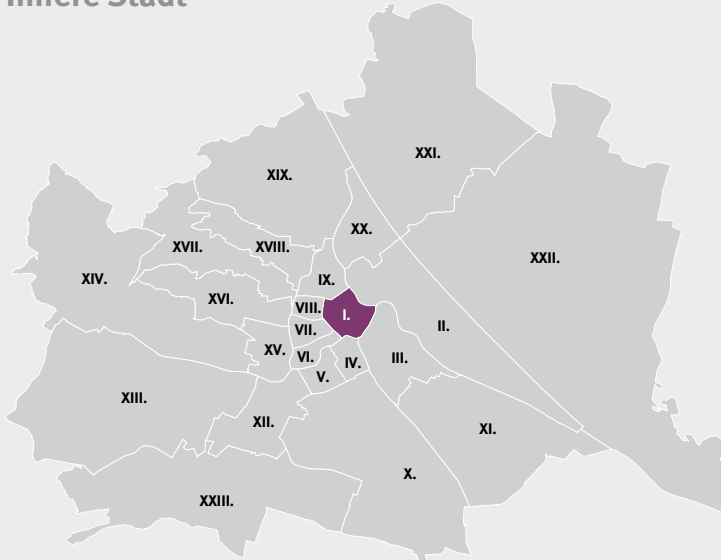 Innere Stadt
XXI.
XIX.
XX.
XVII.
XVIII.
XXII.
XIV.
IX.
XVI.
VIII.
I.
II.
VII.
XV.
VI.
IV.
III.
V.
XIII.
XII.
XI.
X.
XXIII.